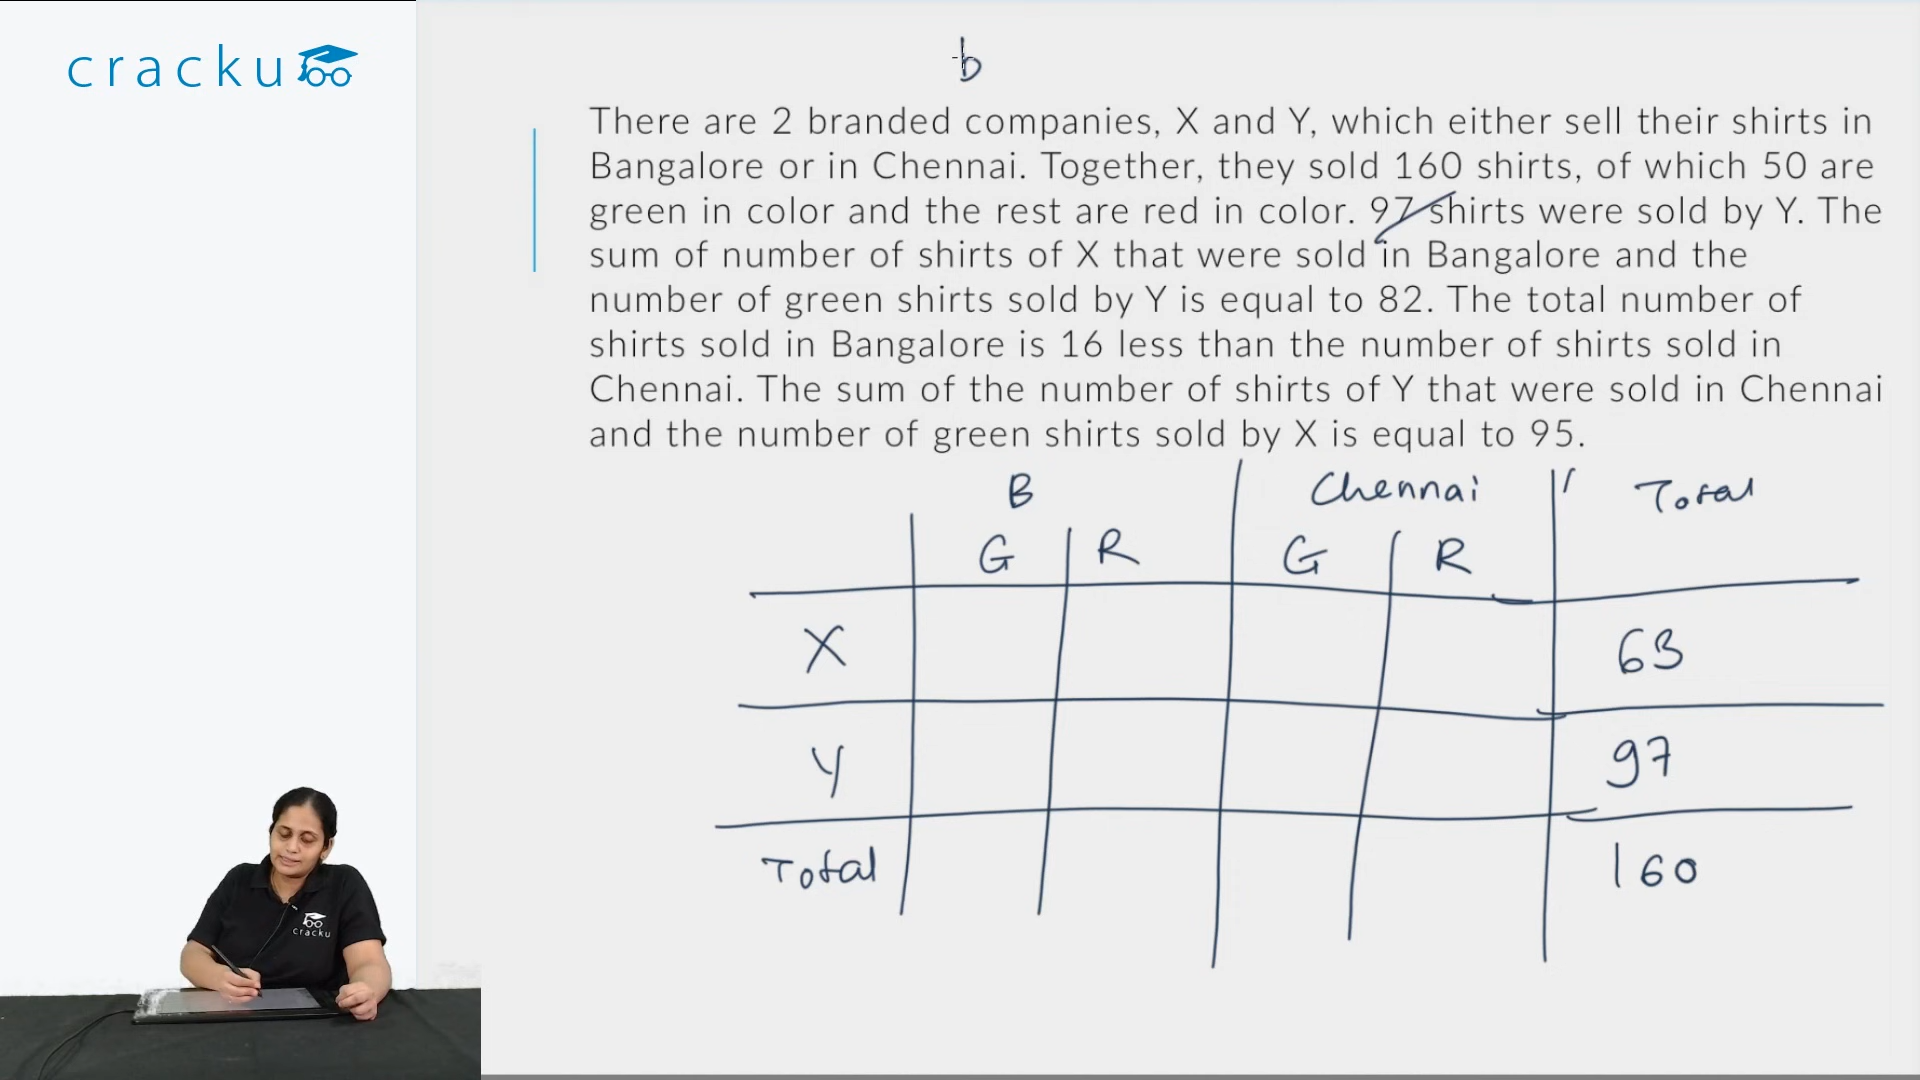 cracku
b
There are 2 branded companies, X and Y, which either sell their shirts in
Bangalore or in Chennai. Together, they sold 160 shirts, of which 50 are
green in color and the rest are red in color. 97 shirts were sold by Y. The
sum of number of shirts of X that were sold in Bangalore and the
number of green shirts sold by Y is equal to 82. The total number of
shirts sold in Bangalore is 16 less than the number of shirts sold in
Chennai. The sum of the number of shirts of Y that were sold in Chennai
and the number of green shirts sold by X is equal to 95.
B Chennai Total
G R G R
X 63
Y 97
Total 160
cracku